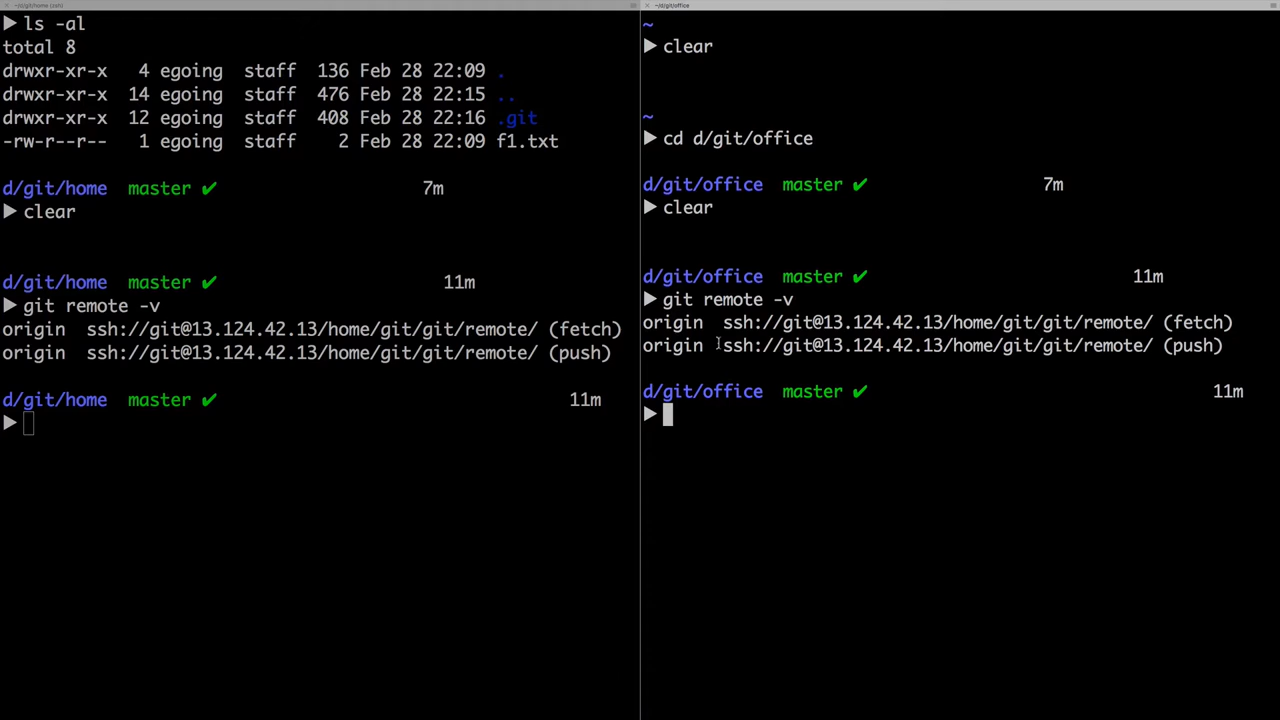 ~/d/git/home (ssh)
▶ ls -al
total 8
drwxr-xr-x   4 egoing  staff  136 Feb 28 22:09 .
drwxr-xr-x  14 egoing  staff  476 Feb 28 22:15 ..
drwxr-xr-x  12 egoing  staff  408 Feb 28 22:16 .git
-rw-r--r--   1 egoing  staff    2 Feb 28 22:09 f1.txt
d/git/home  master ✔ 7m
▶ clear
d/git/home  master ✔ 11m
▶ git remote -v
origin  ssh://git@13.124.42.13/home/git/git/remote/ (fetch)
origin  ssh://git@13.124.42.13/home/git/git/remote/ (push)
d/git/home  master ✔ 11m
▶
~/d/git/office
~
▶ clear
~
▶ cd d/git/office
d/git/office  master ✔ 7m
▶ clear
d/git/office  master ✔ 11m
▶ git remote -v
origin  ssh://git@13.124.42.13/home/git/git/remote/ (fetch)
origin  ssh://git@13.124.42.13/home/git/git/remote/ (push)
d/git/office  master ✔ 11m
▶